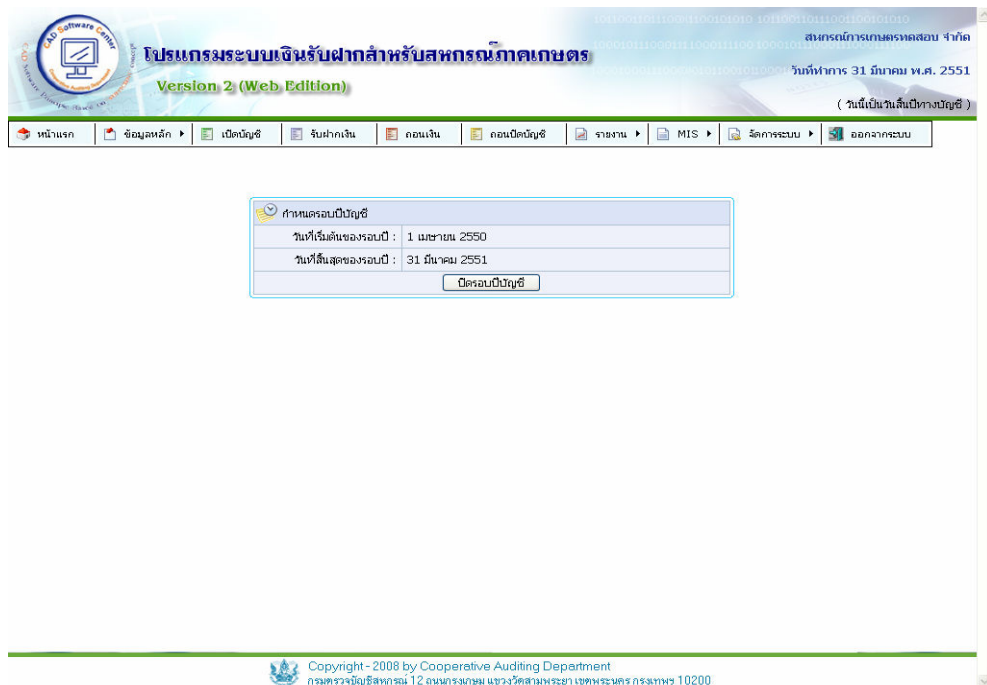 CAD Software Center
โปรแกรมระบบเงินรับฝากสำหรับสหกรณ์ภาคเกษตร
Version 2 (Web Edition)
สหกรณ์การเกษตรทดสอบ จำกัด
วันที่ทำการ 31 มีนาคม พ.ศ. 2551
( วันนี้เป็นวันสิ้นปีทางบัญชี )
หน้าแรก ข้อมูลหลัก เปิดบัญชี รับฝากเงิน ถอนเงิน ถอนปิดบัญชี รายงาน MIS จัดการระบบ ออกจากระบบ
กำหนดรอบปีบัญชี
วันที่เริ่มต้นของรอบปี : 1 เมษายน 2550
วันที่สิ้นสุดของรอบปี : 31 มีนาคม 2551
ปิดรอบปีบัญชี
Copyright - 2008 by Cooperative Auditing Department
กรมตรวจบัญชีสหกรณ์ 12 ถนนกรุงเกษม แขวงวัดสามพระยา เขตพระนคร กรุงเทพฯ 10200